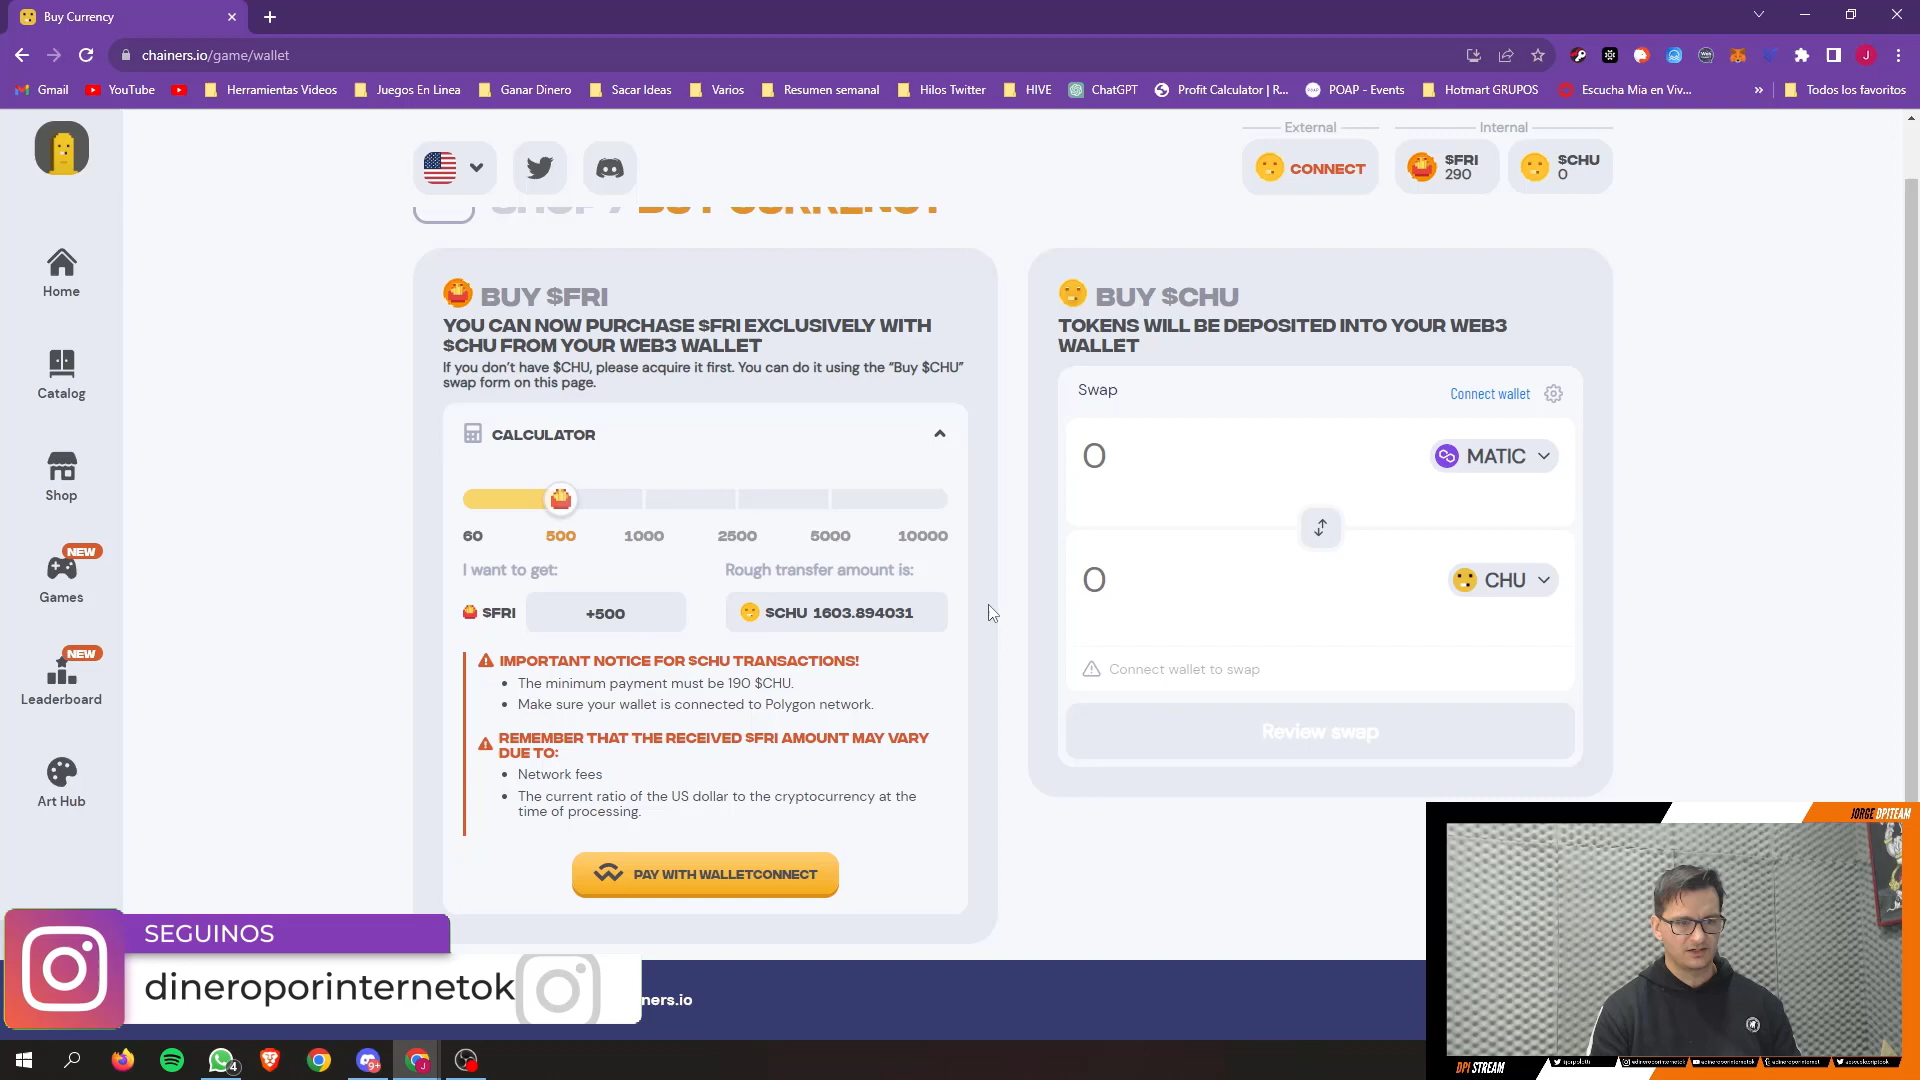 Buy Currency
chainers.io/game/wallet
J
Gmail
YouTube
Herramientas Videos
Juegos En Linea
Ganar Dinero
Sacar Ideas
Varios
Resumen semanal
Hilos Twitter
HIVE
ChatGPT
Profit Calculator | R...
POAP - Events
Hotmart GRUPOS
Escucha Mia en Viv...
»
Todos los favoritos
External
Internal
CONNECT
$FRI
290
$CHU
0
SHOP / BUY CURRENCY
Home
Catalog
Shop
NEW
Games
NEW
Leaderboard
Art Hub
BUY $FRI
YOU CAN NOW PURCHASE $FRI EXCLUSIVELY WITH
$CHU FROM YOUR WEB3 WALLET
If you don't have $CHU, please acquire it first. You can do it using the “Buy $CHU”
swap form on this page.
CALCULATOR
60 500 1000 2500 5000 10000
I want to get:
Rough transfer amount is:
$FRI +500
$CHU 1603.894031
IMPORTANT NOTICE FOR $CHU TRANSACTIONS!
• The minimum payment must be 190 $CHU.
• Make sure your wallet is connected to Polygon network.
REMEMBER THAT THE RECEIVED $FRI AMOUNT MAY VARY
DUE TO:
• Network fees
• The current ratio of the US dollar to the cryptocurrency at the
time of processing.
PAY WITH WALLETCONNECT
BUY $CHU
TOKENS WILL BE DEPOSITED INTO YOUR WEB3
WALLET
Swap
Connect wallet
0
MATIC
0
CHU
Connect wallet to swap
Review swap
SEGUINOS
dineroporinternetok
ners.io
JORGE DPITEAM
DPI STREAM
4
9+